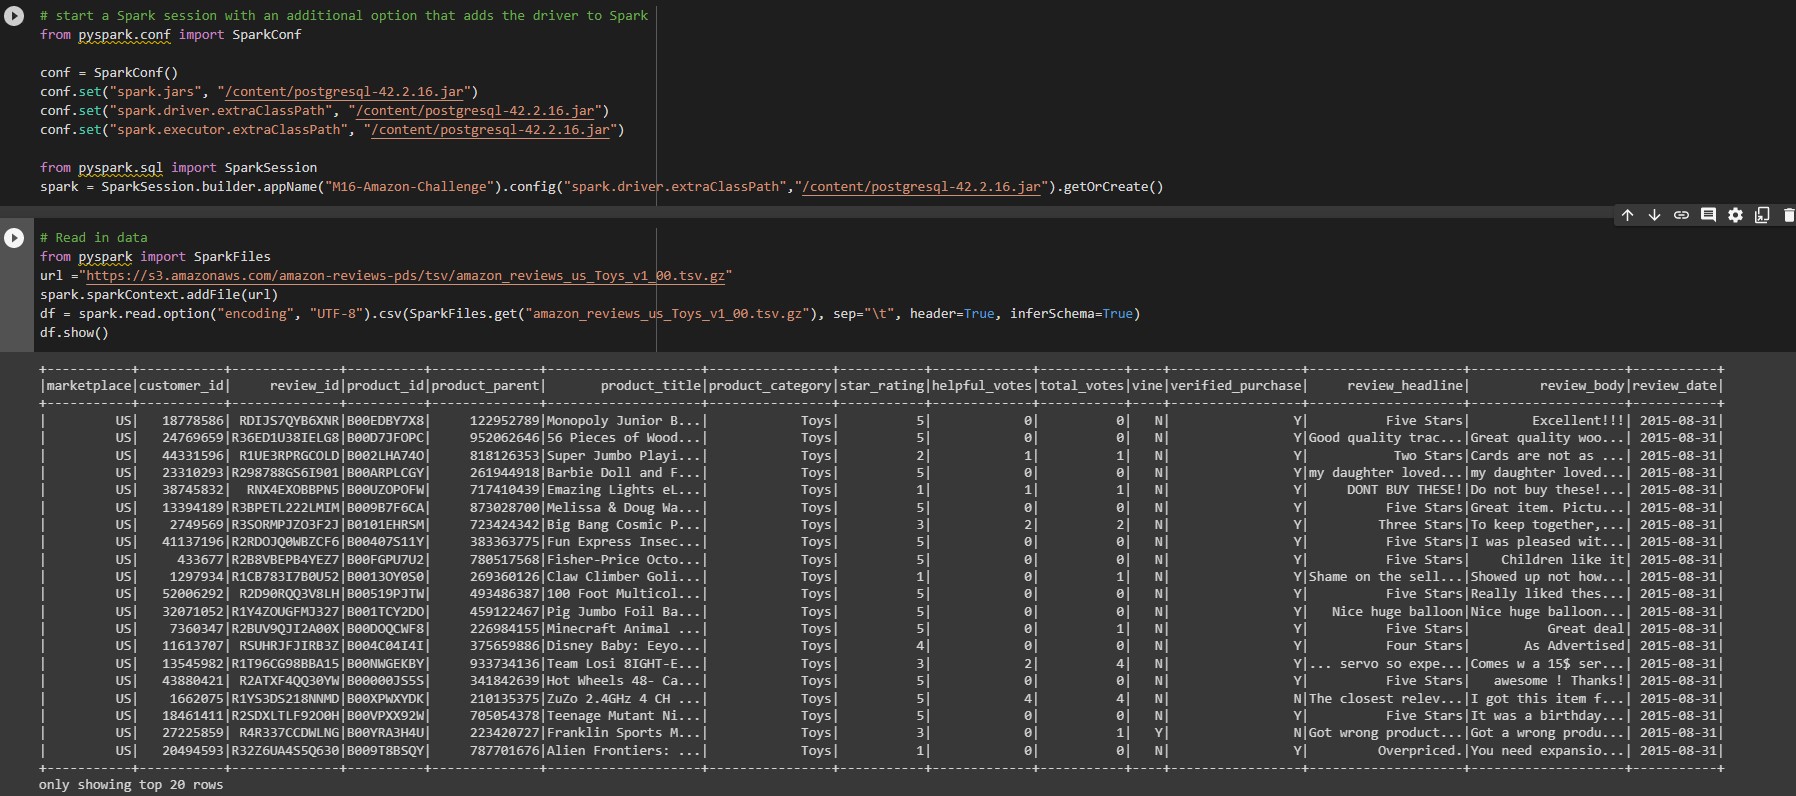 # start a Spark session with an additional option that adds the driver to Spark
from pyspark.conf import SparkConf
conf = SparkConf()
conf.set("spark.jars", "/content/postgresql-42.2.16.jar")
conf.set("spark.driver.extraClassPath", "/content/postgresql-42.2.16.jar")
conf.set("spark.executor.extraClassPath", "/content/postgresql-42.2.16.jar")
from pyspark.sql import SparkSession
spark = SparkSession.builder.appName("M16-Amazon-Challenge").config("spark.driver.extraClassPath","/content/postgresql-42.2.16.jar").getOrCreate()
# Read in data
from pyspark import SparkFiles
url ="https://s3.amazonaws.com/amazon-reviews-pds/tsv/amazon_reviews_us_Toys_v1_00.tsv.gz"
spark.sparkContext.addFile(url)
df = spark.read.option("encoding", "UTF-8").csv(SparkFiles.get("amazon_reviews_us_Toys_v1_00.tsv.gz"), sep="\t", header=True, inferSchema=True)
df.show()
+-----------+-----------+--------------+----------+--------------+--------------------+----------------+-----------+-------------+-----------+----+-----------------+--------------------+--------------------+-----------+
|marketplace|customer_id|     review_id|product_id|product_parent|       product_title|product_category|star_rating|helpful_votes|total_votes|vine|verified_purchase|     review_headline|         review_body|review_date|
+-----------+-----------+--------------+----------+--------------+--------------------+----------------+-----------+-------------+-----------+----+-----------------+--------------------+--------------------+-----------+
|         US|   18778586| RDIJS7QYB6XNR|B00EDBY7X8|     122952789|Monopoly Junior B...|            Toys|          5|            0|          0|   N|                Y|          Five Stars|        Excellent!!!| 2015-08-31|
|         US|   24769659|R36ED1U38IELG8|B00D7JFOPC|     952062646|56 Pieces of Wood...|            Toys|          5|            0|          0|   N|                Y|Good quality trac...|Great quality woo...| 2015-08-31|
|         US|   44331596| R1UE3RPRGCOLD|B002LHA74O|     818126353|Super Jumbo Playi...|            Toys|          2|            1|          1|   N|                Y|           Two Stars|Cards are not as ...| 2015-08-31|
|         US|   23310293|R298788GS6I901|B00ARPLCGY|     261944918|Barbie Doll and F...|            Toys|          5|            0|          0|   N|                Y|my daughter loved...|my daughter loved...| 2015-08-31|
|         US|   38745832| RNX4EXOBBPN5|B00UZOPOFW|     717410439|Emazing Lights eL...|            Toys|          1|            1|          1|   N|                Y|     DONT BUY THESE!|Do not buy these!...| 2015-08-31|
|         US|   13394189|R3BPETL222LMIM|B009B7F6CA|     873028700|Melissa & Doug Wa...|            Toys|          5|            0|          0|   N|                Y|          Five Stars|Great item. Pictu...| 2015-08-31|
|         US|    2749569|R3SORMPJZO3F2J|B0101EHRSM|     723424342|Big Bang Cosmic P...|            Toys|          3|            2|          2|   N|                Y|         Three Stars|To keep together,...| 2015-08-31|
|         US|   41137196|R2RDOJQ0WBZCF6|B00407S11Y|     383363775|Fun Express Insec...|            Toys|          5|            0|          0|   N|                Y|          Five Stars|I was pleased wit...| 2015-08-31|
|         US|     433677|R2B8VBEPB4YEZ7|B00FGPU7U2|     780517568|Fisher-Price Octo...|            Toys|          5|            0|          0|   N|                Y|          Five Stars|    Children like it| 2015-08-31|
|         US|    1297934|R1CB783I7B0U52|B0013OY0S0|     269360126|Claw Climber Goli...|            Toys|          1|            0|          1|   N|                Y|Shame on the sell...|Showed up not how...| 2015-08-31|
|         US|   52006292| R2D90RQQ3V8LH|B00519PJTW|     493486387|100 Foot Multicol...|            Toys|          5|            0|          0|   N|                Y|          Five Stars|Really liked thes...| 2015-08-31|
|         US|   32071052|R1Y4ZOUGFMJ327|B001TCY2DO|     459122467|Pig Jumbo Foil Ba...|            Toys|          5|            0|          0|   N|                Y|   Nice huge balloon|Nice huge balloon...| 2015-08-31|
|         US|    7360347|R2BUV9QJI2A00X|B00DOQCWF8|     226984155|Minecraft Animal ...|            Toys|          5|            0|          1|   N|                Y|          Five Stars|          Great deal| 2015-08-31|
|         US|   11613707| RSUHRJFJIRB3Z|B004C04I4I|     375659886|Disney Baby: Eeyo...|            Toys|          4|            0|          0|   N|                Y|          Four Stars|       As Advertised| 2015-08-31|
|         US|   13545982|R1T96CG98BBA15|B00NWGEKBY|     933734136|Team Losi 8IGHT-E...|            Toys|          3|            2|          4|   N|                Y|... servo so expe...|Comes w a 15$ ser...| 2015-08-31|
|         US|   43880421| R2ATXF4QQ30YW|B00000JS5S|     341842639|Hot Wheels 48- Ca...|            Toys|          5|            0|          0|   N|                Y|          Five Stars|   awesome ! Thanks!| 2015-08-31|
|         US|    1662075|R1YS3DS218NNMD|B00XPWXYDK|     210135375|ZuZo 2.4GHz 4 CH ...|            Toys|          5|            4|          4|   N|                N|The closest relev...|I got this item f...| 2015-08-31|
|         US|   18461411|R2SDXLTLF92O0H|B00VPXX92W|     705054378|Teenage Mutant Ni...|            Toys|          5|            0|          0|   N|                Y|          Five Stars|It was a birthday...| 2015-08-31|
|         US|   27225859| R4R337CCDWLNG|B00YRA3H4U|     223420727|Franklin Sports M...|            Toys|          3|            0|          1|   Y|                N|Got wrong product...|Got a wrong produ...| 2015-08-31|
|         US|   20494593|R32Z6UA4S5Q630|B009T8BSQY|     787701676|Alien Frontiers: ...|            Toys|          1|            0|          0|   N|                Y|         Overpriced.|You need expansio...| 2015-08-31|
+-----------+-----------+--------------+----------+--------------+--------------------+----------------+-----------+-------------+-----------+----+-----------------+--------------------+--------------------+-----------+
only showing top 20 rows